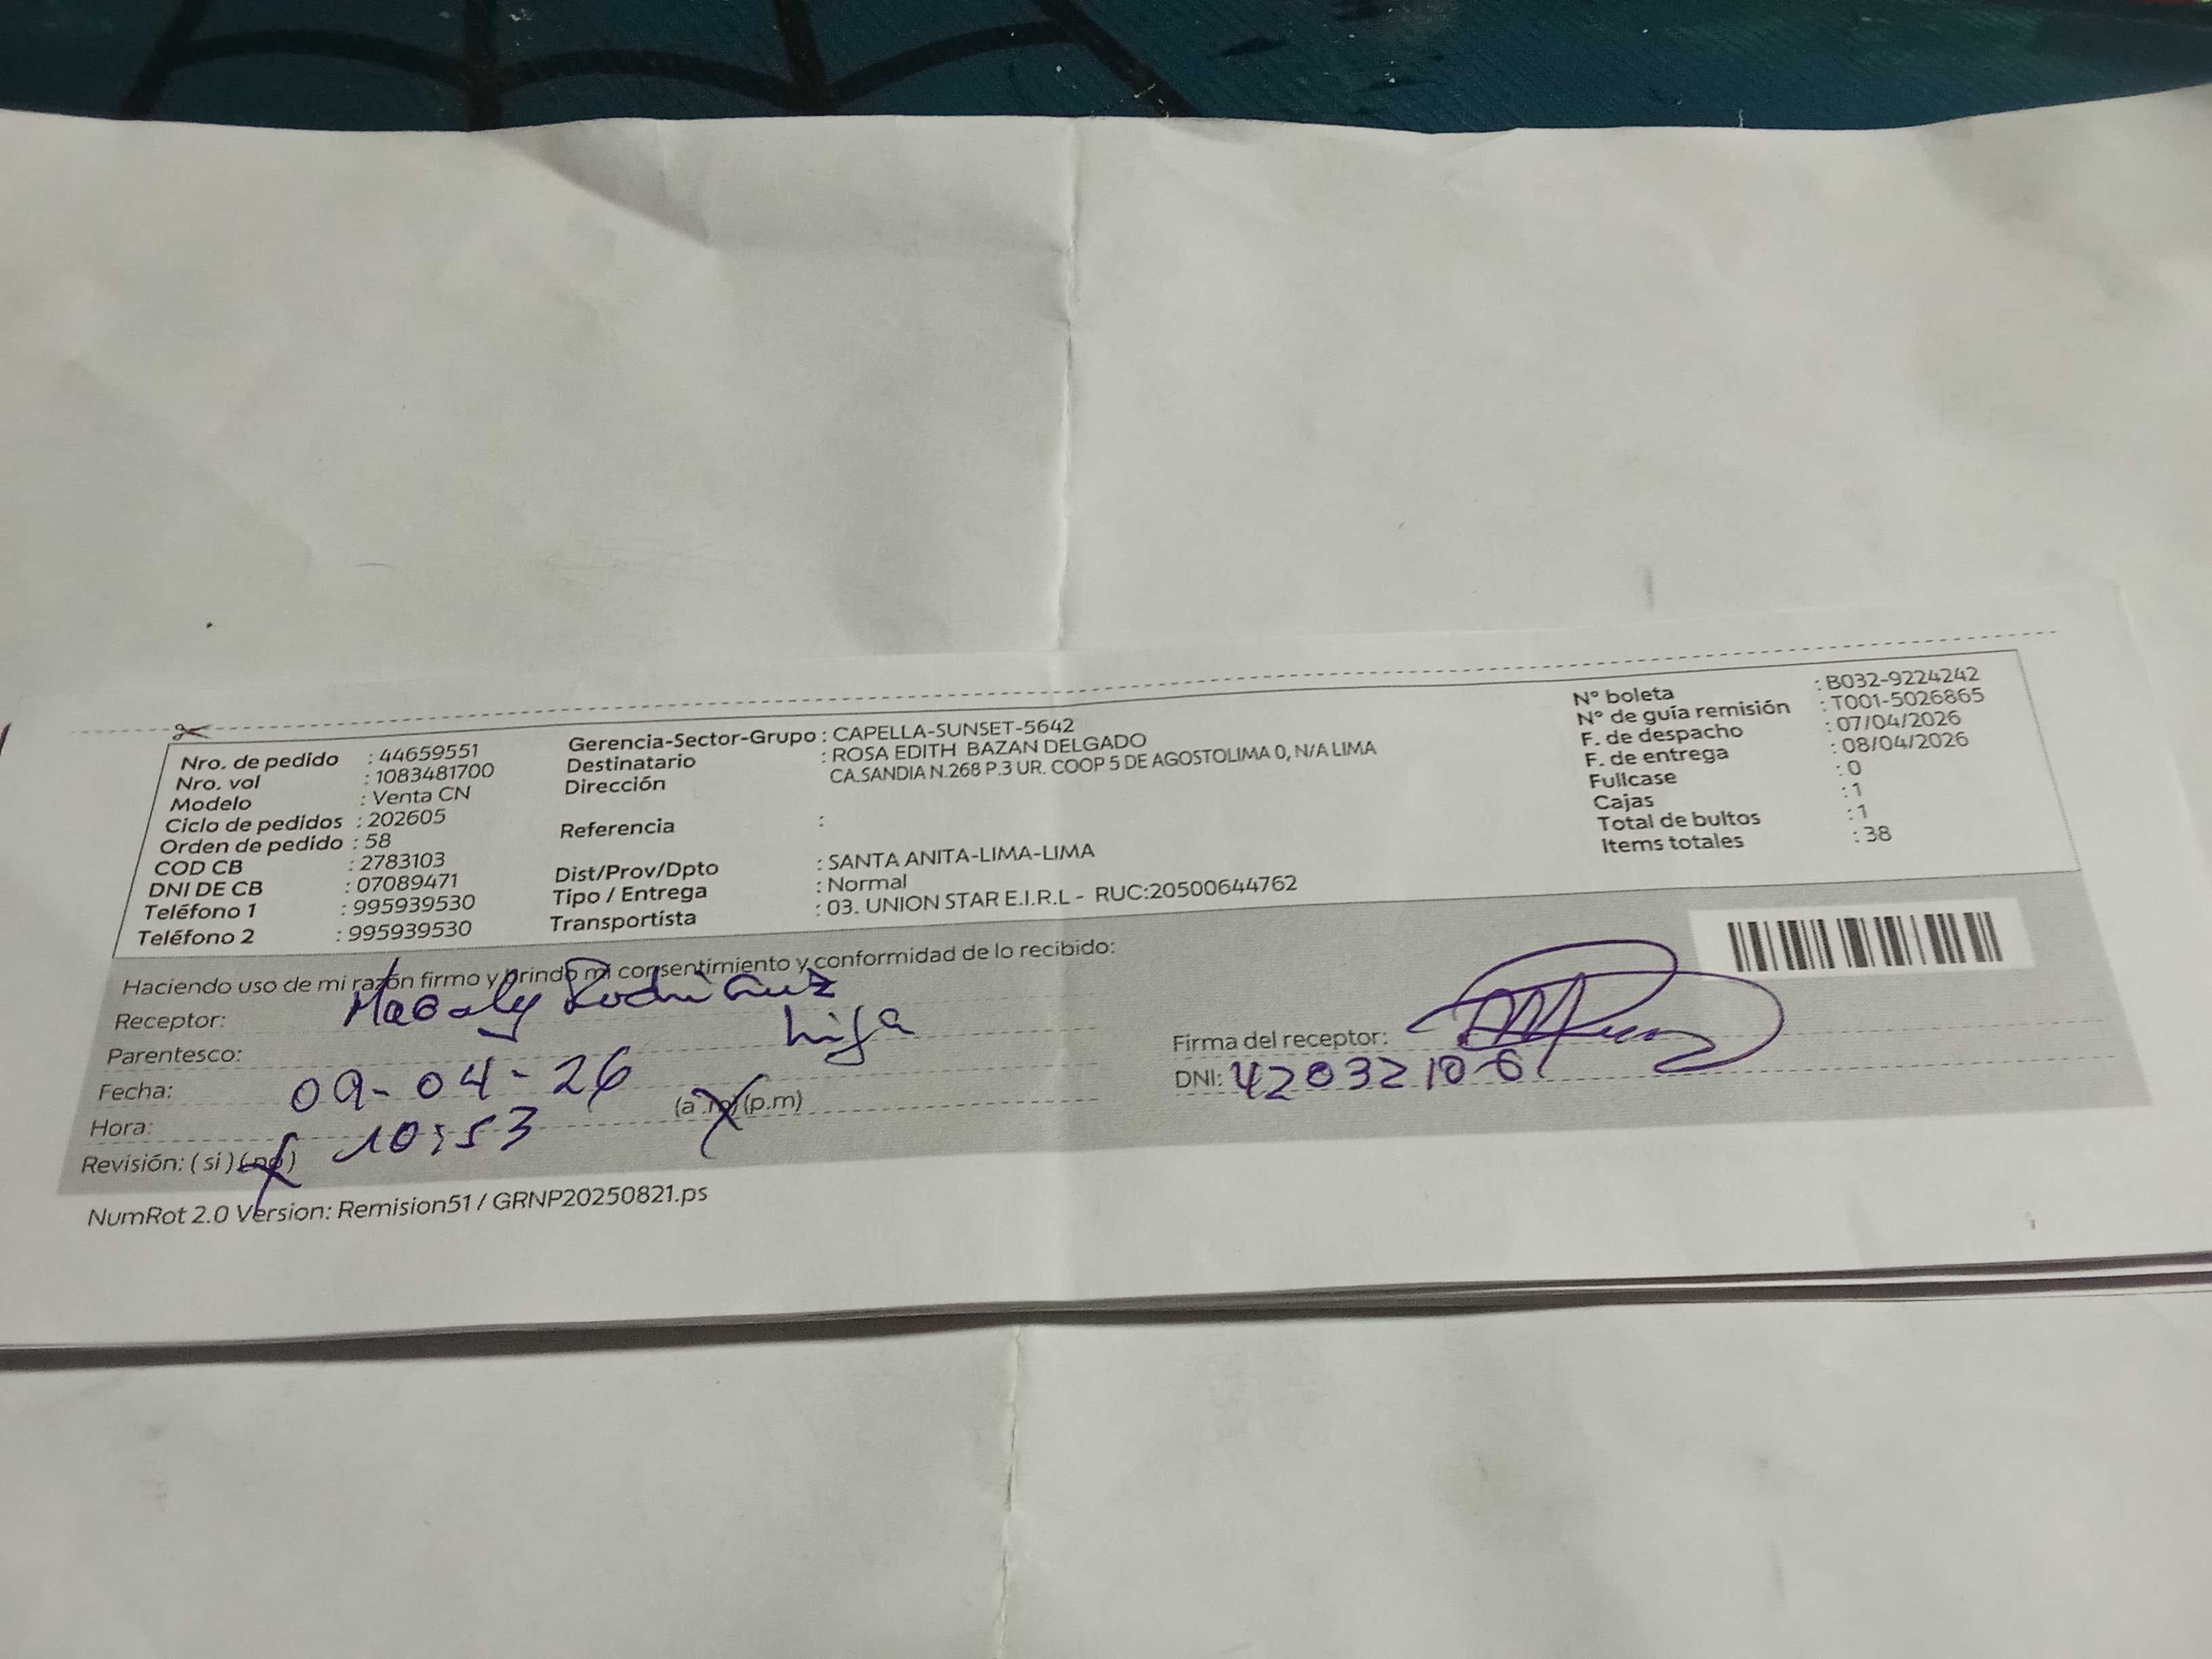 Nro. de pedido : 44659551
Nro. vol : 1083481700
Modelo : Venta CN
Ciclo de pedidos : 202605
Orden de pedido : 58
COD CB : 2783103
DNI DE CB : 07089471
Teléfono 1 : 995939530
Teléfono 2 : 995939530
Gerencia-Sector-Grupo : CAPELLA-SUNSET-5642
Destinatario : ROSA EDITH BAZAN DELGADO
Dirección CA.SANDIA N.268 P.3 UR. COOP 5 DE AGOSTOLIMA 0, N/A LIMA
Referencia :
Dist/Prov/Dpto : SANTA ANITA-LIMA-LIMA
Tipo / Entrega : Normal
Transportista : 03. UNION STAR E.I.R.L - RUC:20500644762
N° boleta : B032-9224242
N° de guía remisión : T001-5026865
F. de despacho : 07/04/2026
F. de entrega : 08/04/2026
Fullcase : 0
Cajas : 1
Total de bultos : 1
Items totales : 38
Haciendo uso de mi razón firmo y brindo mi consentimiento y conformidad de lo recibido:
Receptor: Magaly Rodriguez
Parentesco: hija
Fecha: 09-04-26
Hora: 10:53 (a.m) (p.m)
Revisión: ( si ) ( no )
Firma del receptor:
DNI: 42032106
NumRot 2.0 Version: Remision51 / GRNP20250821.ps